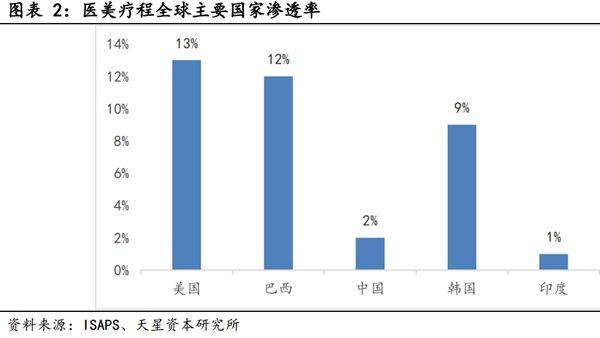 图表 2：医美疗程全球主要国家渗透率
14%
12%
10%
8%
6%
4%
2%
0%
13%
12%
2%
9%
1%
美国
巴西
中国
韩国
印度
资料来源：ISAPS、天星资本研究所